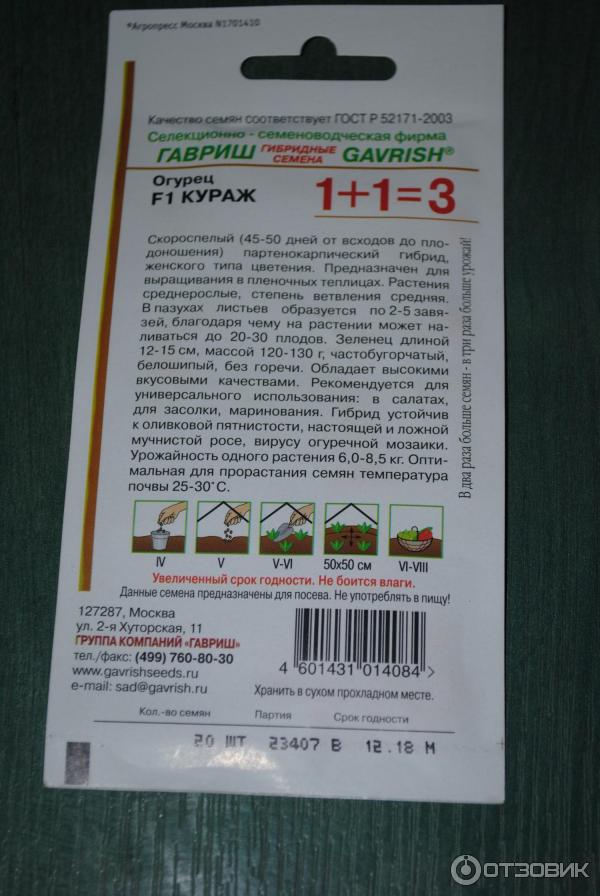 *Агропресс Москва N1701410
Качество семян соответствует ГОСТ Р 52171-2003
Селекционно - семеноводческая фирма
ГАВРИШ ГИБРИДНЫЕ СЕМЕНА GAVRISH®
Огурец
F1 КУРАЖ
1+1=3
Скороспелый (45-50 дней от всходов до пло-
доношения) партенокарпический гибрид,
женского типа цветения. Предназначен для
выращивания в пленочных теплицах. Растения
среднерослые, степень ветвления средняя.
В пазухах листьев образуется по 2-5 завя-
зей, благодаря чему на растении может на-
ливаться до 20-30 плодов. Зеленец длиной
12-15 см, массой 120-130 г, частобугорчатый,
белошипый, без горечи. Обладает высокими
вкусовыми качествами. Рекомендуется для
универсального использования: в салатах,
для засолки, маринования. Гибрид устойчив
к оливковой пятнистости, настоящей и ложной
мучнистой росе, вирусу огуречной мозаики.
Урожайность одного растения 6,0-8,5 кг. Опти-
мальная для прорастания семян температура
почвы 25-30°С.
В два раза больше семян - в три раза больше урожай!
IV V V-VI 50x50 см VI-VIII
Увеличенный срок годности. Не боится влаги.
Данные семена предназначены для посева. Не употреблять в пищу!
127287, Москва
ул. 2-я Хуторская, 11
ГРУППА КОМПАНИЙ "ГАВРИШ"
тел./факс: (499) 760-80-30
www.gavrishseeds.ru
e-mail: sad@gavrish.ru
4 601431 014084 >
Хранить в сухом прохладном месте.
Кол.-во семян Партия Срок годности
20 ШТ 23407 В 12.18 М
ОТЗОВИК